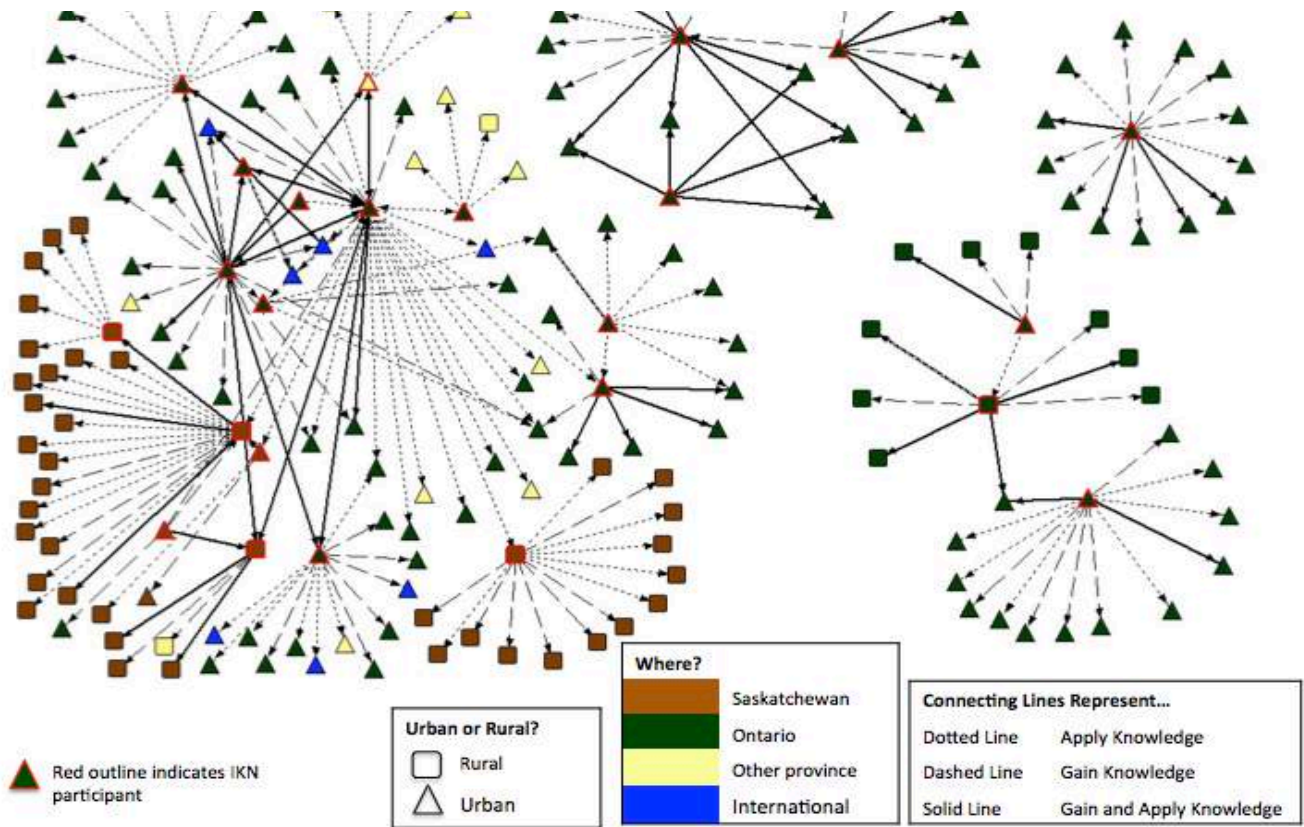 Red outline indicates IKN
participant
Urban or Rural?
Rural
Urban
Where?
Saskatchewan
Ontario
Other province
International
Connecting Lines Represent...
Dotted Line Apply Knowledge
Dashed Line Gain Knowledge
Solid Line Gain and Apply Knowledge